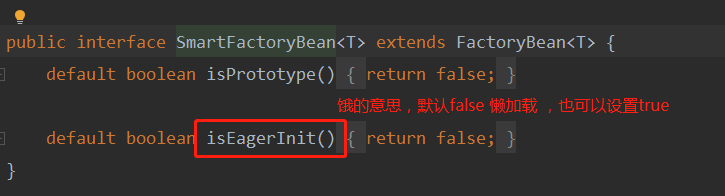 public interface SmartFactoryBean<T> extends FactoryBean<T> {
default boolean isPrototype() { return false; }
饿的意思，默认false 懒加载 ，也可以设置true
default boolean isEagerInit() { return false; }
}